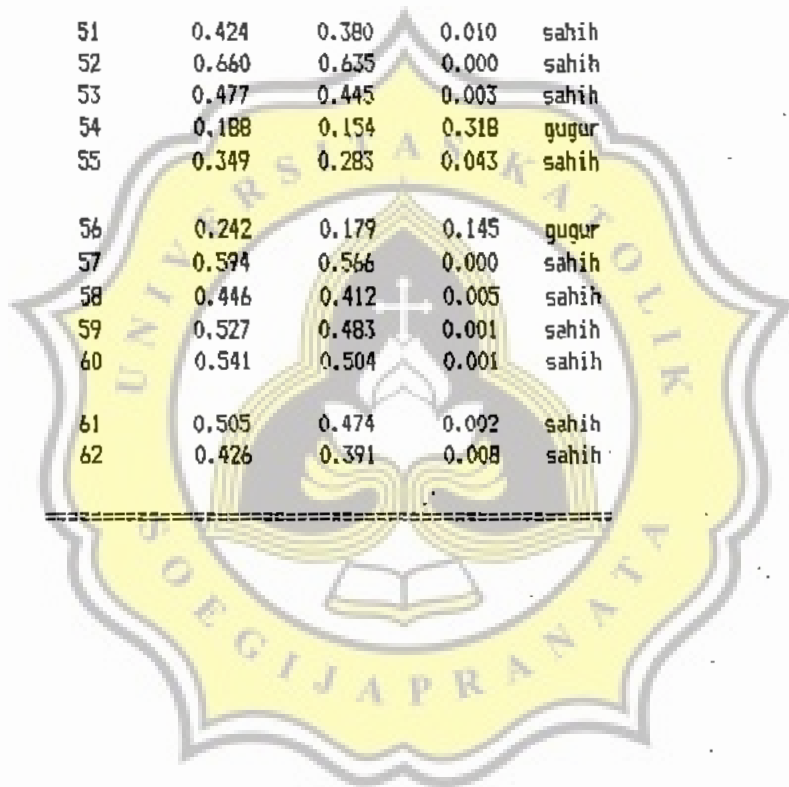 51 0.424 0.380 0.010 sahih
52 0.660 0.635 0.000 sahih
53 0.477 0.445 0.003 sahih
54 0.188 0.154 0.318 gugur
55 0.349 0.283 0.043 sahih
56 0.242 0.179 0.145 gugur
57 0.594 0.566 0.000 sahih
58 0.446 0.412 0.005 sahih
59 0.527 0.483 0.001 sahih
60 0.541 0.504 0.001 sahih
61 0.505 0.474 0.002 sahih
62 0.426 0.391 0.008 sahih
UNIVERSITAS KATOLIK
SOEGIJAPRANATA